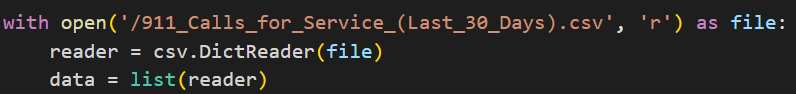 with open('/911_Calls_for_Service_(Last_30_Days).csv', 'r') as file:
    reader = csv.DictReader(file)
    data = list(reader)